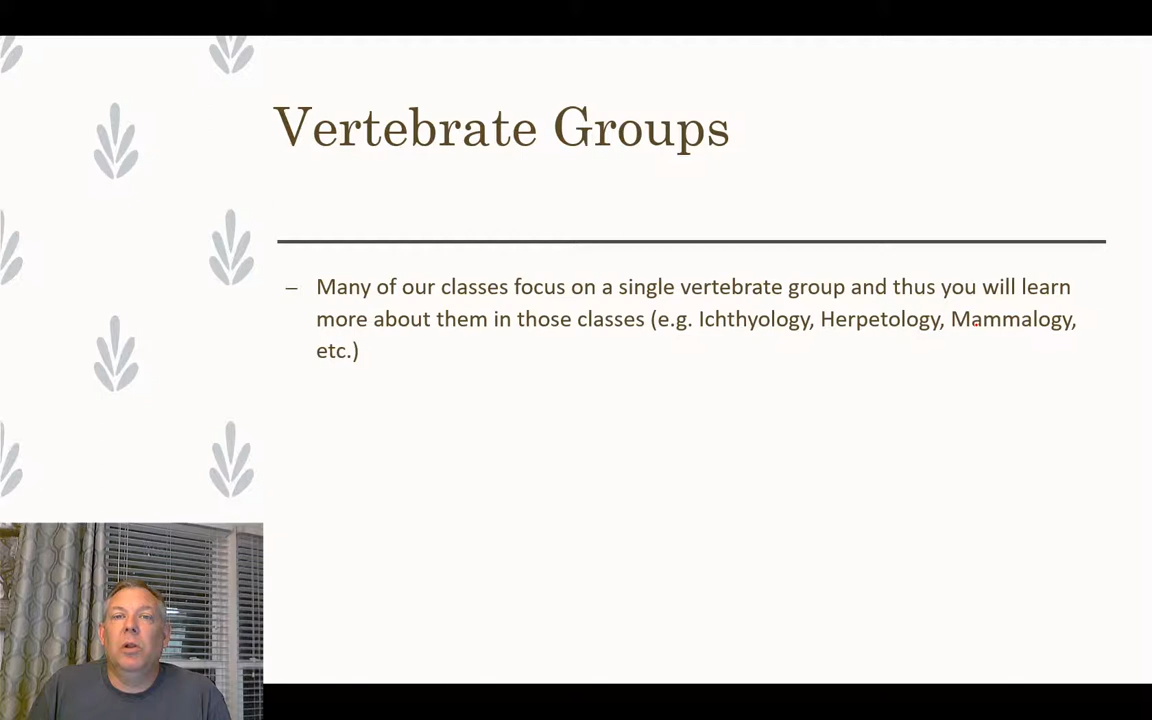 Vertebrate Groups
– Many of our classes focus on a single vertebrate group and thus you will learn
more about them in those classes (e.g. Ichthyology, Herpetology, Mammalogy,
etc.)